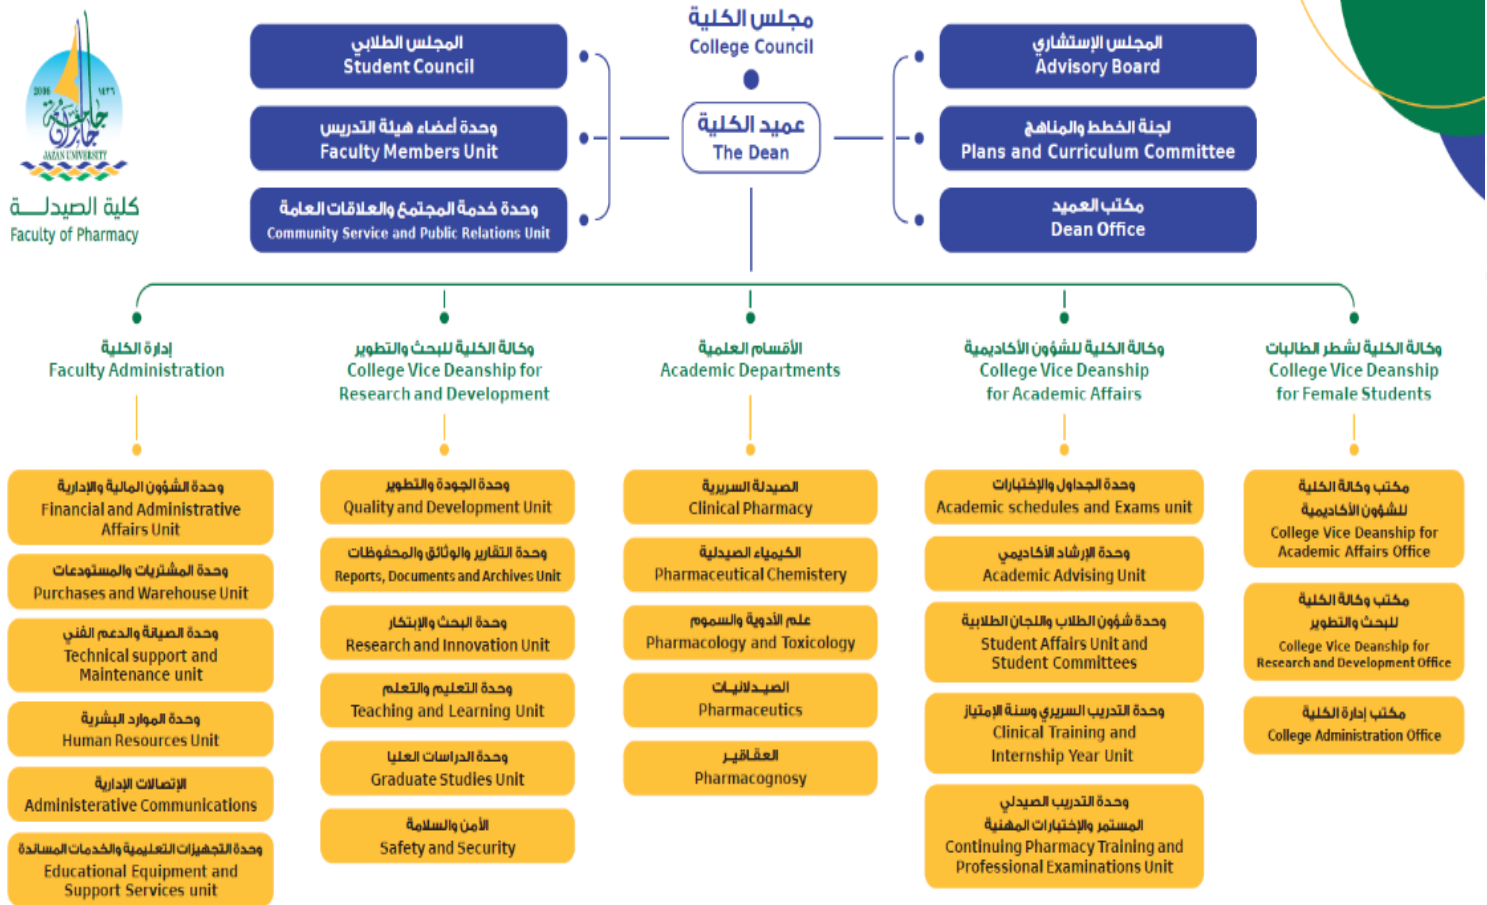 مجلس الكلية
College Council
عميد الكلية
The Dean
المجلس الطلابي
Student Council
وحدة أعضاء هيئة التدريس
Faculty Members Unit
وحدة خدمة المجتمع والعلاقات العامة
Community Service and Public Relations Unit
المجلس الإستشاري
Advisory Board
لجنة الخطط والمناهج
Plans and Curriculum Committee
مكتب العميد
Dean Office
2006
١٤٢٦
جامعة جازان
JAZAN UNIVERSITY
كلية الصيدلـــة
Faculty of Pharmacy
إدارة الكلية
Faculty Administration
وحدة الشؤون المالية والإدارية
Financial and Administrative
Affairs Unit
وحدة المشتريات والمستودعات
Purchases and Warehouse Unit
وحدة الصيانة والدعم الفني
Technical support and
Maintenance unit
وحدة الموارد البشرية
Human Resources Unit
الإتصالات الإدارية
Administerative Communications
وحدة التجهيزات التعليمية والخدمات المساندة
Educational Equipment and
Support Services unit
وكالة الكلية للبحث والتطوير
College Vice Deanship for
Research and Development
وحدة الجودة والتطوير
Quality and Development Unit
وحدة التقارير والوثائق والمحفوظات
Reports, Documents and Archives Unit
وحدة البحث والإبتكار
Research and Innovation Unit
وحدة التعليم والتعلم
Teaching and Learning Unit
وحدة الدراسات العليا
Graduate Studies Unit
الأمن والسلامة
Safety and Security
الأقسام العلمية
Academic Departments
الصيدلة السريرية
Clinical Pharmacy
الكيمياء الصيدلية
Pharmaceutical Chemistery
علم الأدوية والسموم
Pharmacology and Toxicology
الصيـدلانيـات
Pharmaceutics
العقـاقيـر
Pharmacognosy
وكالة الكلية للشؤون الأكاديمية
College Vice Deanship
for Academic Affairs
وحدة الجداول والإختبارات
Academic schedules and Exams unit
وحدة الإرشاد الأكاديمي
Academic Advising Unit
وحدة شؤون الطلاب واللجان الطلابية
Student Affairs Unit and
Student Committees
وحدة التدريب السريري وسنة الإمتياز
Clinical Training and
Internship Year Unit
وحدة التدريب الصيدلي
المستمر والإختبارات المهنية
Continuing Pharmacy Training and
Professional Examinations Unit
وكالة الكلية لشطر الطالبات
College Vice Deanship
for Female Students
مكتب وكالة الكلية
للشؤون الأكاديمية
College Vice Deanship for
Academic Affairs Office
مكتب وكالة الكلية
للبحث والتطوير
College Vice Deanship for
Research and Development Office
مكتب إدارة الكلية
College Administration Office